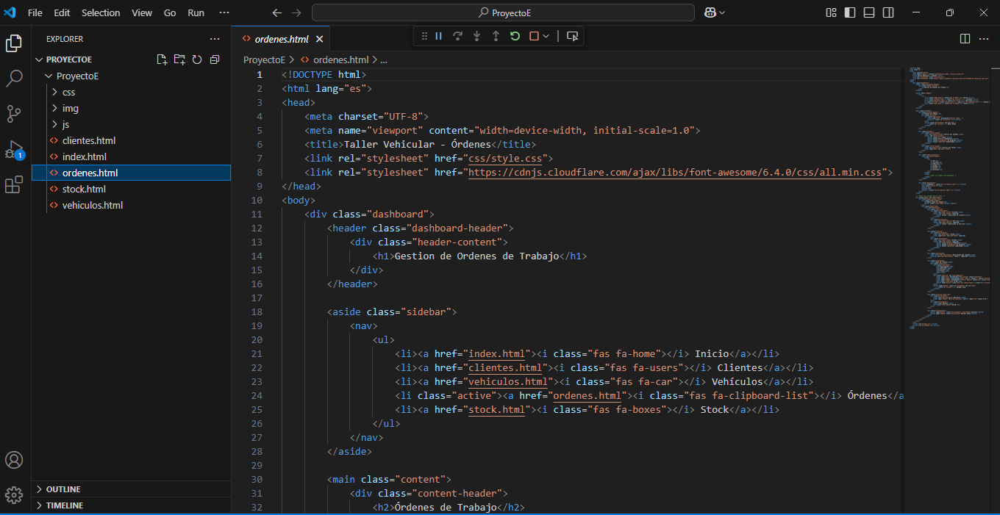 File Edit Selection View Go Run ...
ProyectoE
EXPLORER
PROYECTOE
ProyectoE
css
img
js
clientes.html
index.html
ordenes.html
stock.html
vehiculos.html
OUTLINE
TIMELINE
1
ordenes.html
ProyectoE > ordenes.html > ...
1 <!DOCTYPE html>
2 <html lang="es">
3 <head>
4 <meta charset="UTF-8">
5 <meta name="viewport" content="width=device-width, initial-scale=1.0">
6 <title>Taller Vehicular - Órdenes</title>
7 <link rel="stylesheet" href="css/style.css">
8 <link rel="stylesheet" href="https://cdnjs.cloudflare.com/ajax/libs/font-awesome/6.4.0/css/all.min.css">
9 </head>
10 <body>
11 <div class="dashboard">
12 <header class="dashboard-header">
13 <div class="header-content">
14 <h1>Gestion de Ordenes de Trabajo</h1>
15 </div>
16 </header>
17
18 <aside class="sidebar">
19 <nav>
20 <ul>
21 <li><a href="index.html"><i class="fas fa-home"></i> Inicio</a></li>
22 <li><a href="clientes.html"><i class="fas fa-users"></i> Clientes</a></li>
23 <li><a href="vehiculos.html"><i class="fas fa-car"></i> Vehículos</a></li>
24 <li class="active"><a href="ordenes.html"><i class="fas fa-clipboard-list"></i> Órdenes</a
25 <li><a href="stock.html"><i class="fas fa-boxes"></i> Stock</a></li>
26 </ul>
27 </nav>
28 </aside>
29
30 <main class="content">
31 <div class="content-header">
32 <h2>Órdenes de Trabajo</h2>